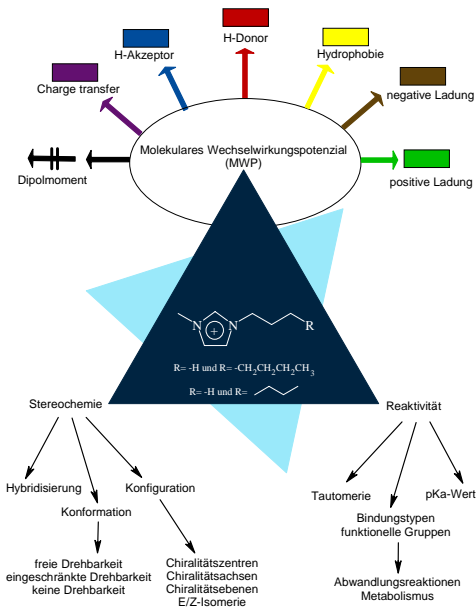 H-Donor
H-Akzeptor
Hydrophobie
Charge transfer
negative Ladung
Molekulares Wechselwirkungspotenzial
(MWP)
Dipolmoment
positive Ladung
N
N
+
R
R= -H und R= -CH₂CH₂CH₂CH₃
R= -H und R=
Stereochemie
Reaktivität
Hybridisierung
Konfiguration
Tautomerie
pKa-Wert
Konformation
Bindungstypen
funktionelle Gruppen
freie Drehbarkeit
eingeschränkte Drehbarkeit
keine Drehbarkeit
Chiralitätszentren
Chiralitätsachsen
Chiralitätsebenen
E/Z-Isomerie
Abwandlungsreaktionen
Metabolismus